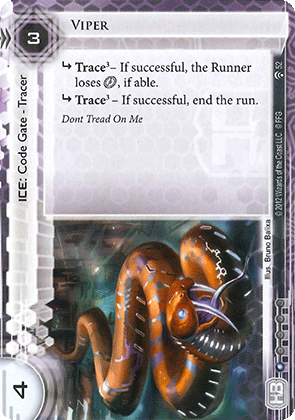 3
VIPER
↳ Trace³– If successful, the Runner
loses , if able.
↳ Trace³– If successful, end the run.
Dont Tread On Me
ICE: Code Gate - Tracer
4
52
© 2012 Wizards of the Coast LLC. © FFG
Illus. Bruno Balixa
HB